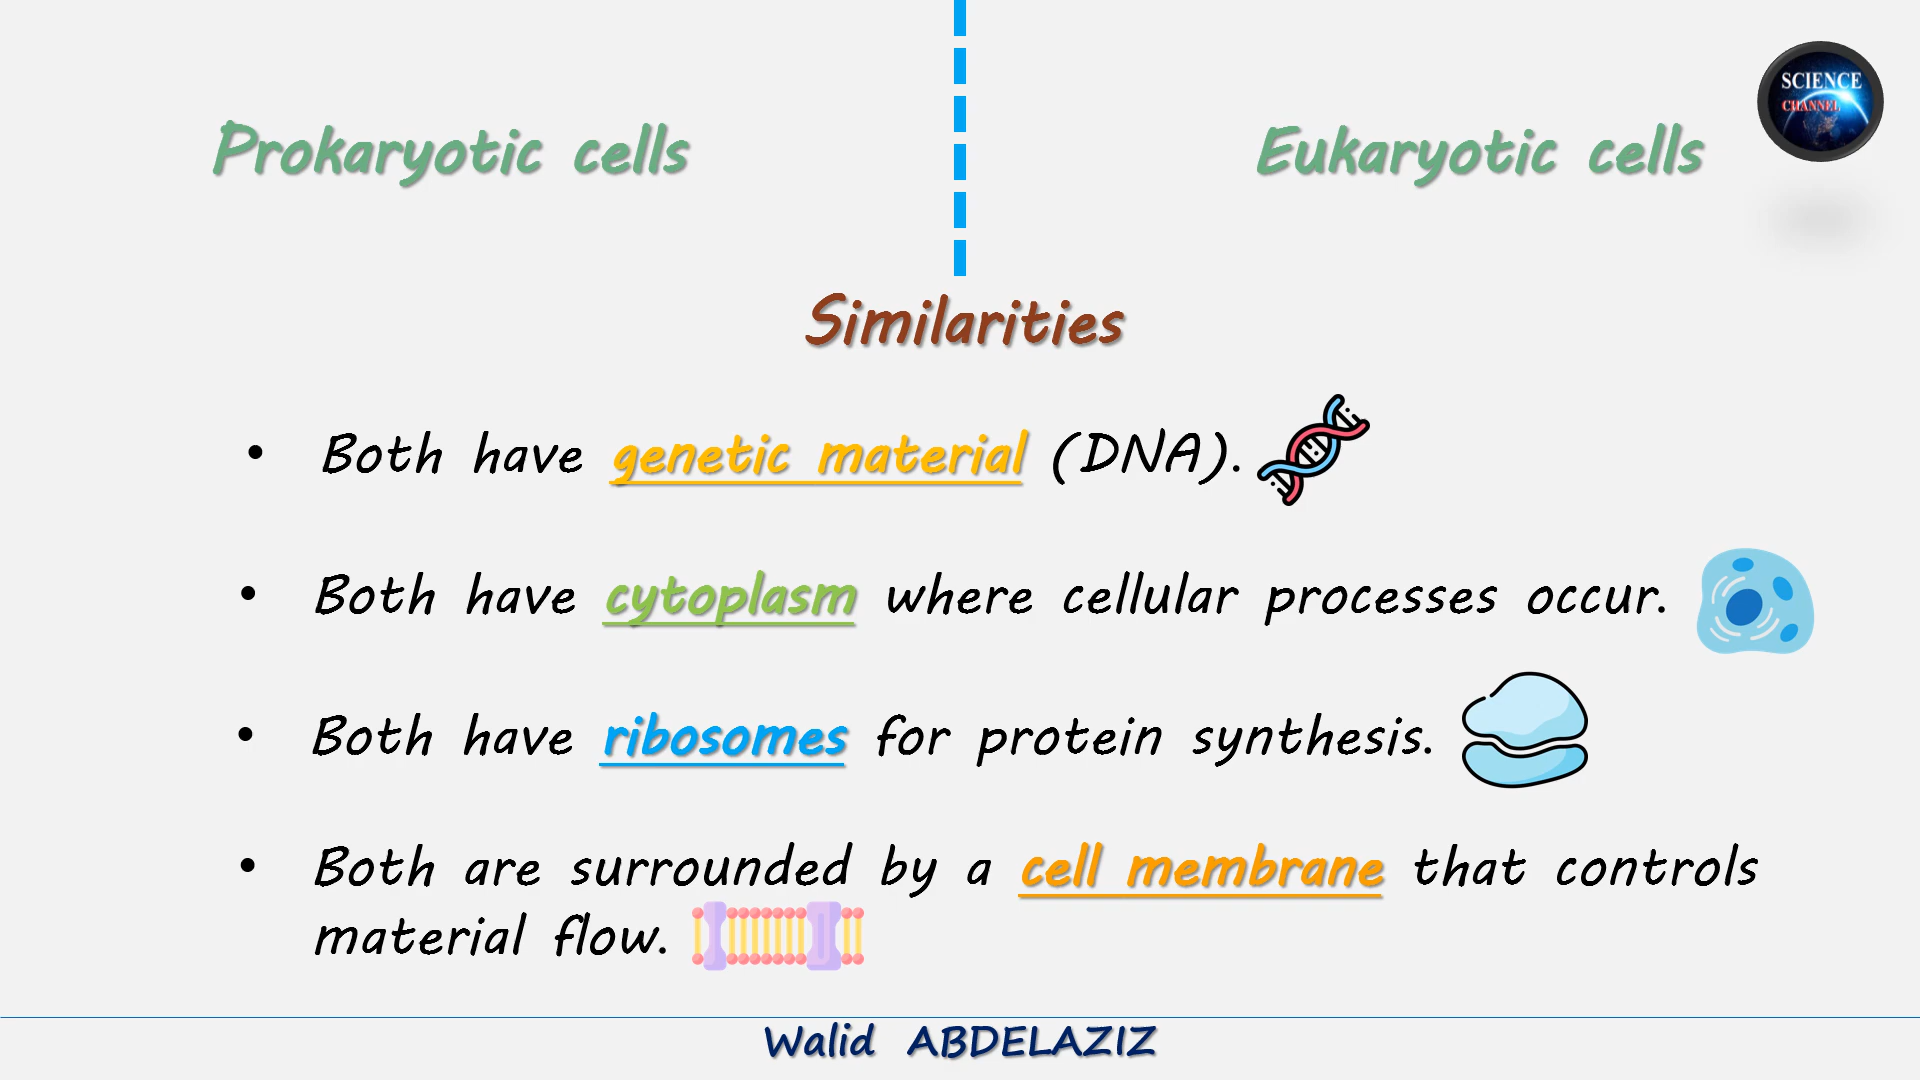 Prokaryotic cells
Eukaryotic cells
SCIENCE
CHANNEL
Similarities
• Both have genetic material (DNA).
• Both have cytoplasm where cellular processes occur.
• Both have ribosomes for protein synthesis.
• Both are surrounded by a cell membrane that controls
material flow.
Walid ABDELAZIZ